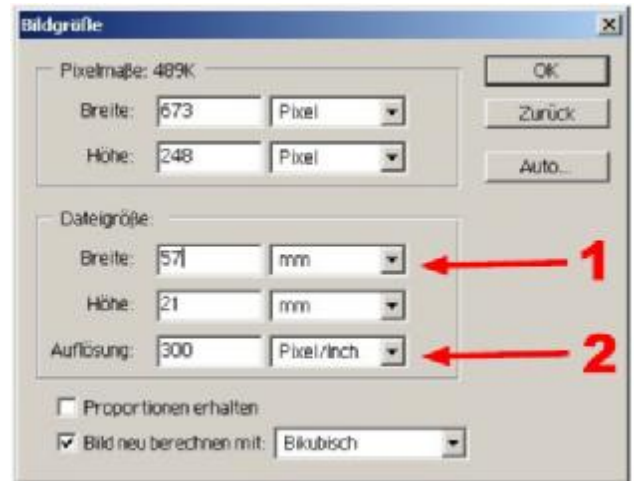 Bildgröße
Pixelmaße: 489K
Breite: 673 Pixel
Höhe: 248 Pixel
OK
Zurück
Auto...
Dateigröße:
Breite: 57 mm 1
Höhe: 21 mm
Auflösung: 300 Pixel/Inch 2
Proportionen erhalten
Bild neu berechnen mit: Bikubisch